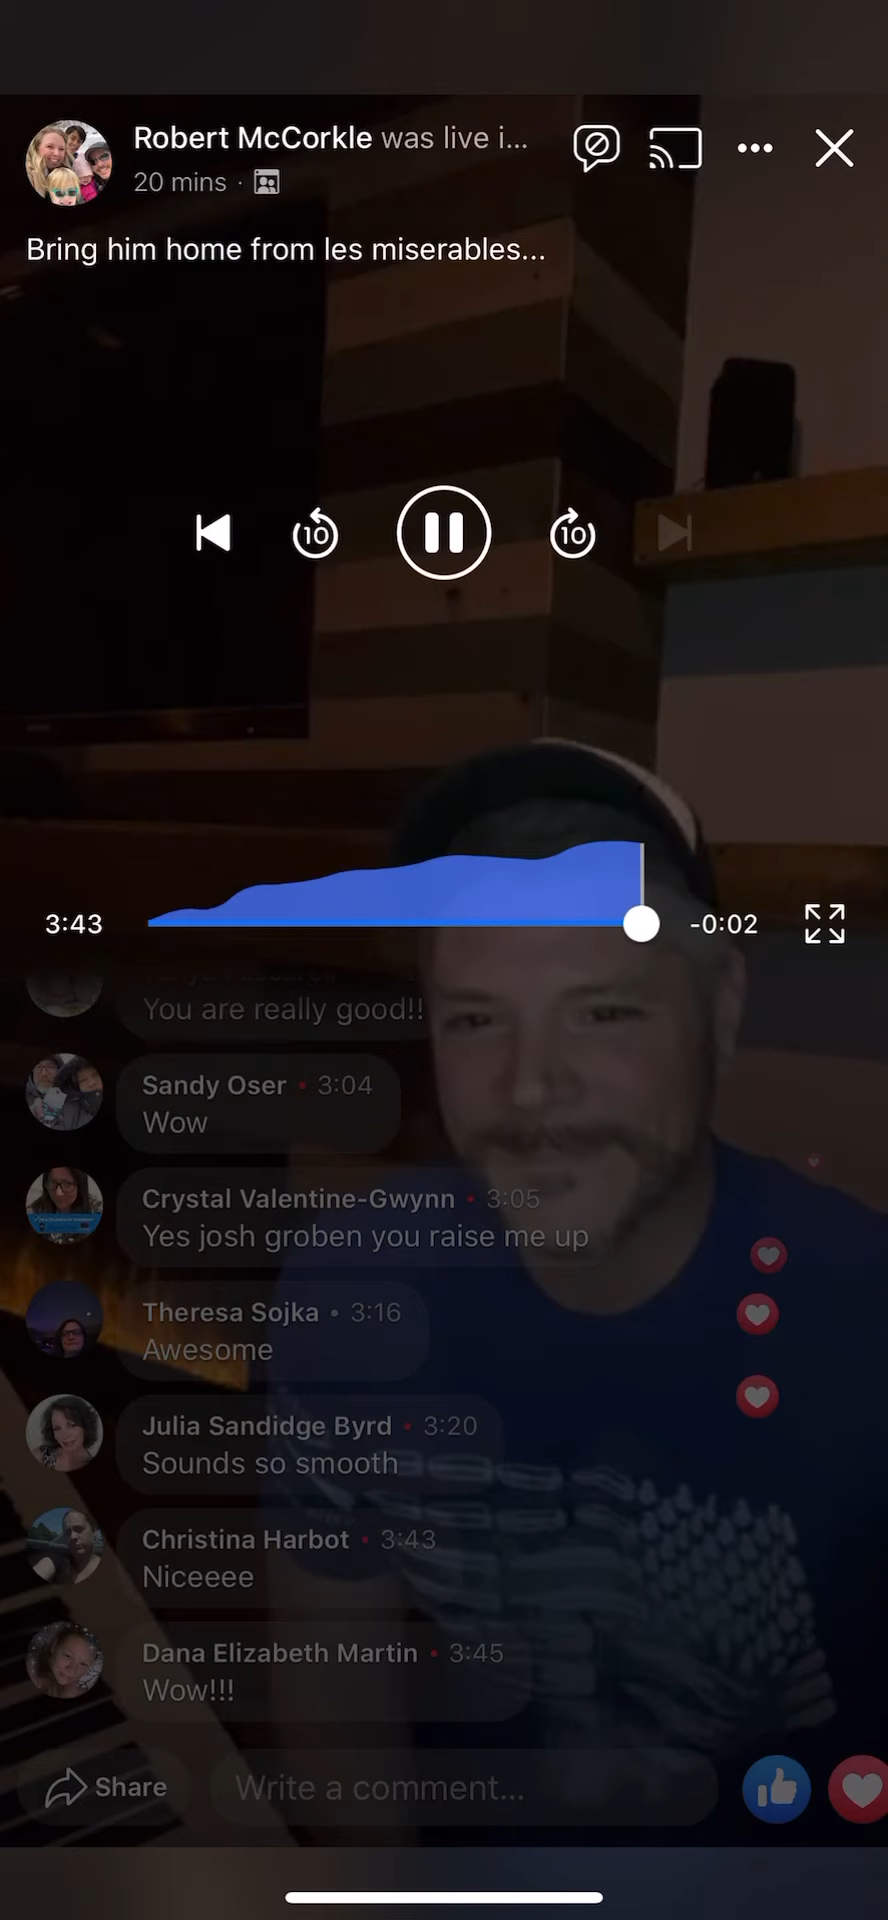 Robert McCorkle was live i...
20 mins ·
Bring him home from les miserables...
10
10
3:43
-0:02
You are really good!!
Sandy Oser • 3:04
Wow
Crystal Valentine-Gwynn • 3:05
Yes josh groben you raise me up
Theresa Sojka • 3:16
Awesome
Julia Sandidge Byrd • 3:20
Sounds so smooth
Christina Harbot • 3:43
Niceeee
Dana Elizabeth Martin • 3:45
Wow!!!
Share
Write a comment...